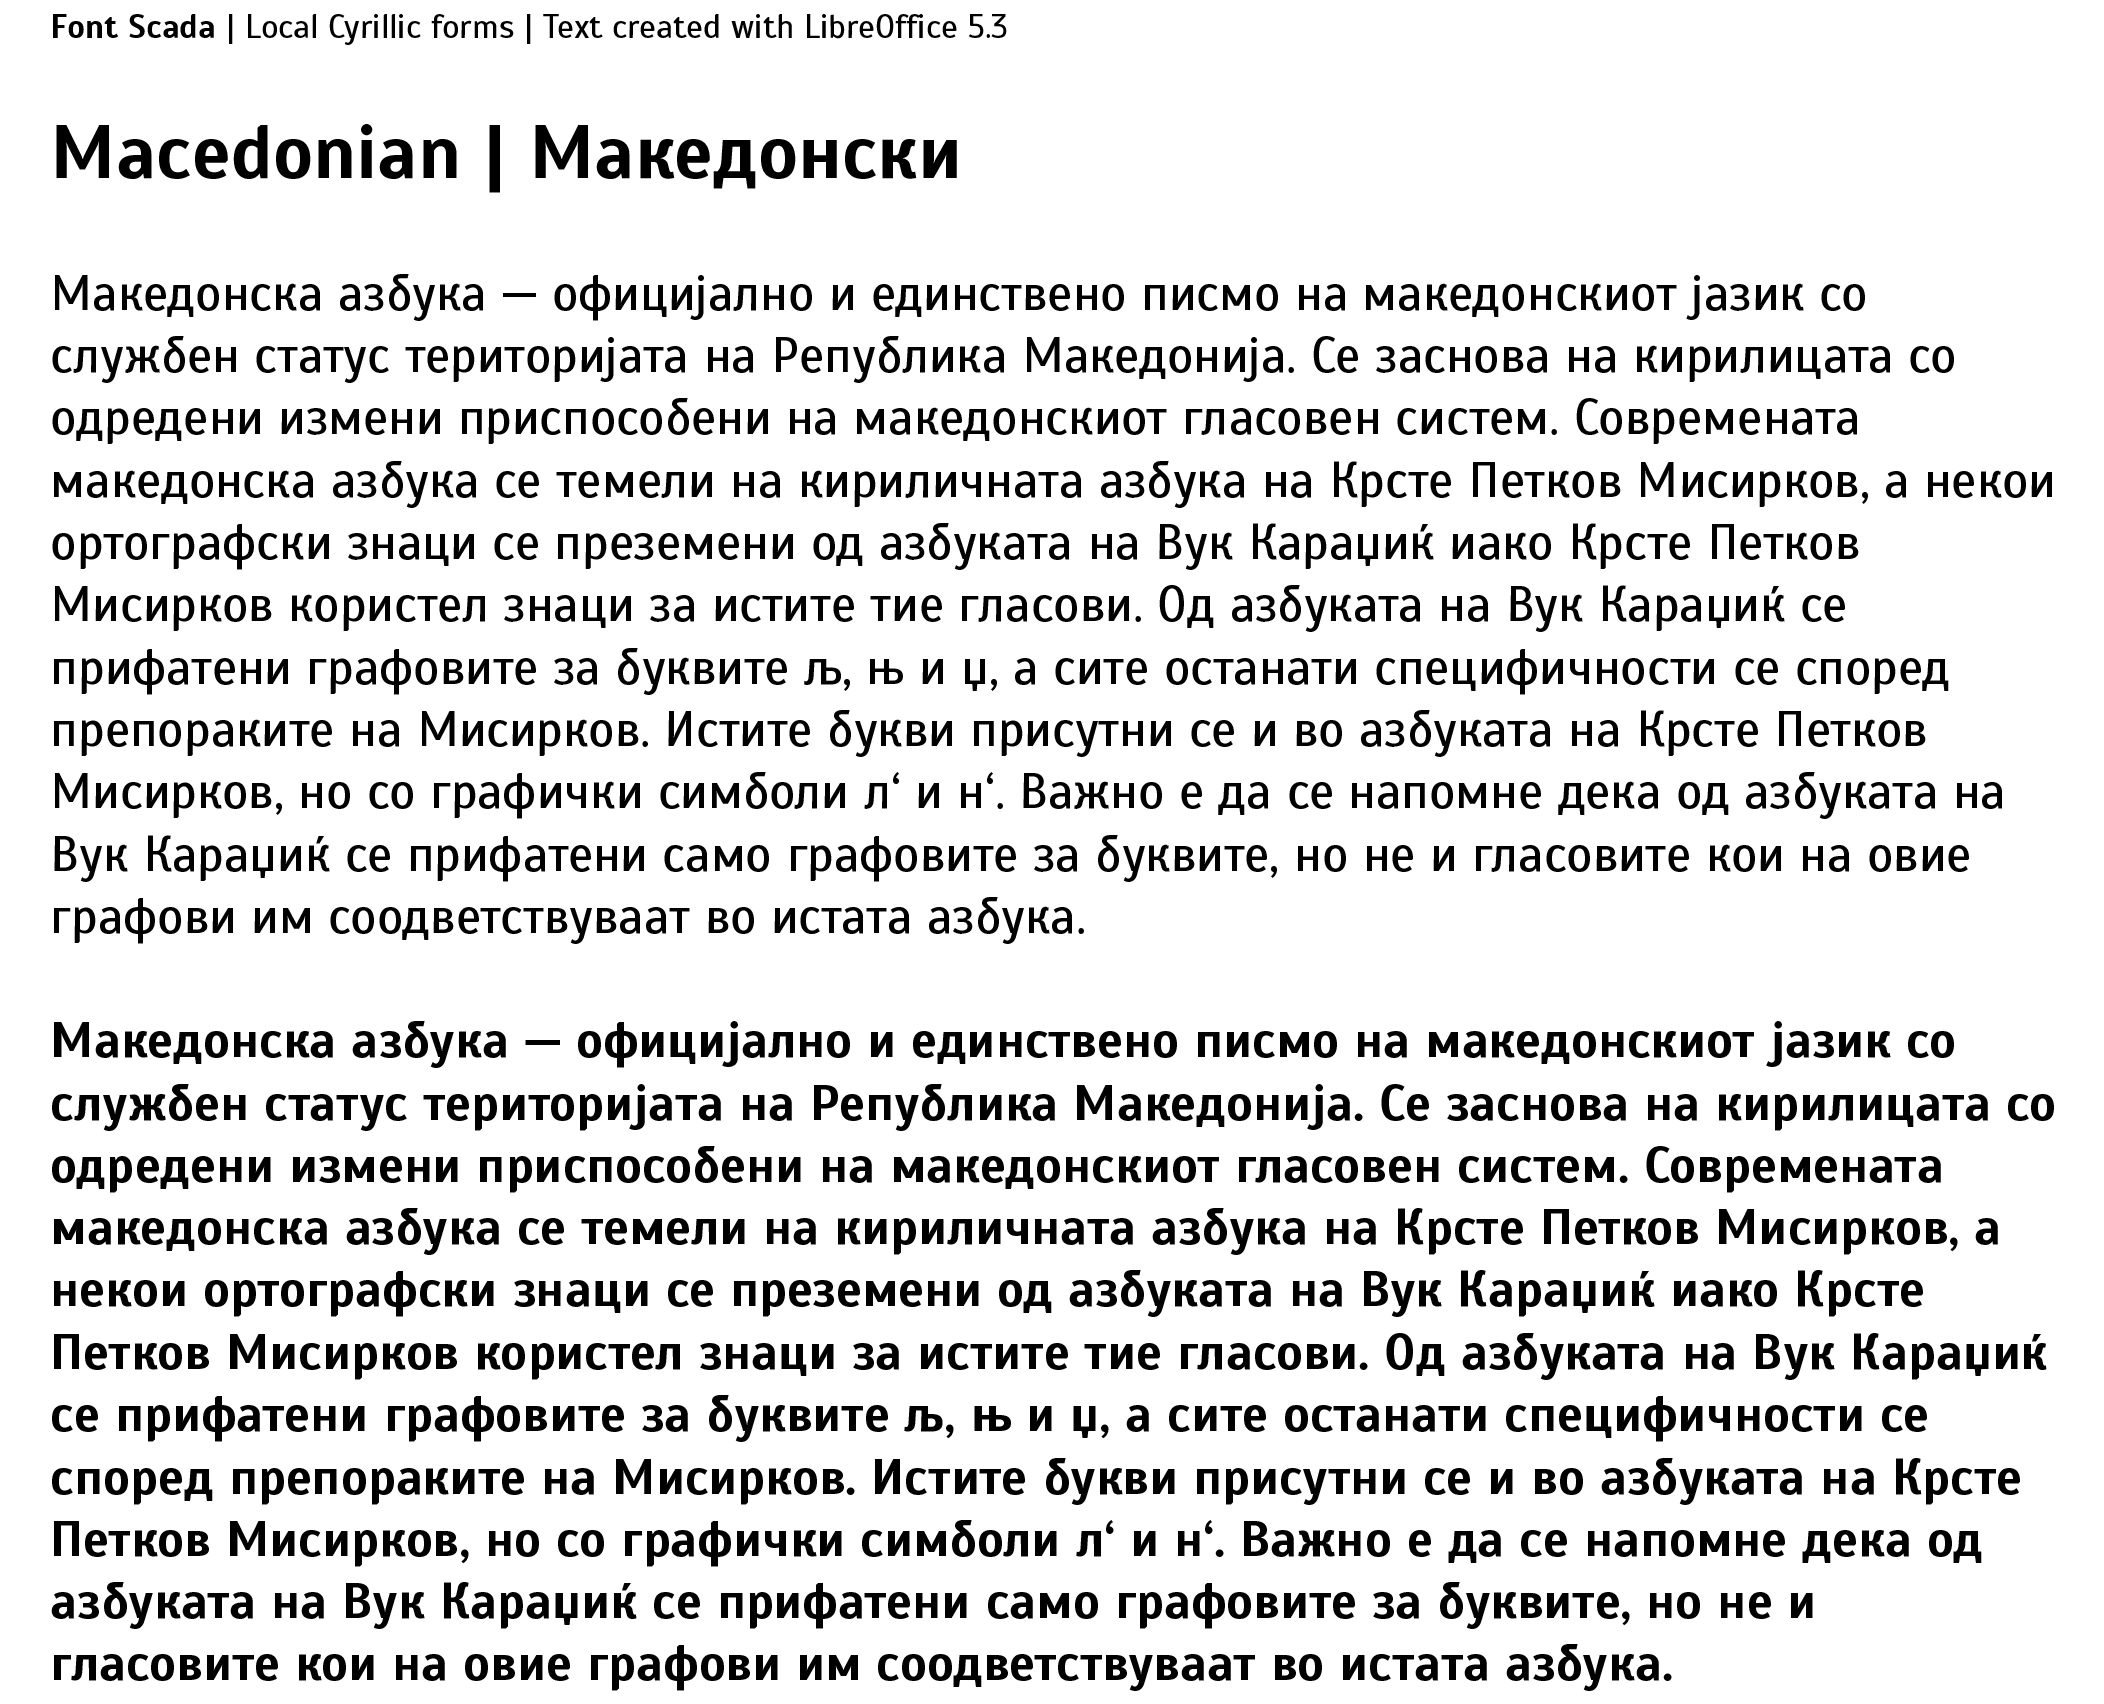 Font Scada | Local Cyrillic forms | Text created with LibreOffice 5.3
Macedonian | Македонски
Македонска азбука — официјално и единствено писмо на македонскиот јазик со
службен статус територијата на Република Македонија. Се заснова на кирилицата со
одредени измени приспособени на македонскиот гласовен систем. Современата
македонска азбука се темели на кириличната азбука на Крсте Петков Мисирков, а некои
ортографски знаци се преземени од азбуката на Вук Караџиќ иако Крсте Петков
Мисирков користел знаци за истите тие гласови. Од азбуката на Вук Караџиќ се
прифатени графовите за буквите љ, њ и џ, а сите останати специфичности се според
препораките на Мисирков. Истите букви присутни се и во азбуката на Крсте Петков
Мисирков, но со графички симболи л‘ и н‘. Важно е да се напомне дека од азбуката на
Вук Караџиќ се прифатени само графовите за буквите, но не и гласовите кои на овие
графови им соодветствуваат во истата азбука.
Македонска азбука — официјално и единствено писмо на македонскиот јазик со
службен статус територијата на Република Македонија. Се заснова на кирилицата со
одредени измени приспособени на македонскиот гласовен систем. Современата
македонска азбука се темели на кириличната азбука на Крсте Петков Мисирков, а
некои ортографски знаци се преземени од азбуката на Вук Караџиќ иако Крсте
Петков Мисирков користел знаци за истите тие гласови. Од азбуката на Вук Караџиќ
се прифатени графовите за буквите љ, њ и џ, а сите останати специфичности се
според препораките на Мисирков. Истите букви присутни се и во азбуката на Крсте
Петков Мисирков, но со графички симболи л‘ и н‘. Важно е да се напомне дека од
азбуката на Вук Караџиќ се прифатени само графовите за буквите, но не и
гласовите кои на овие графови им соодветствуваат во истата азбука.